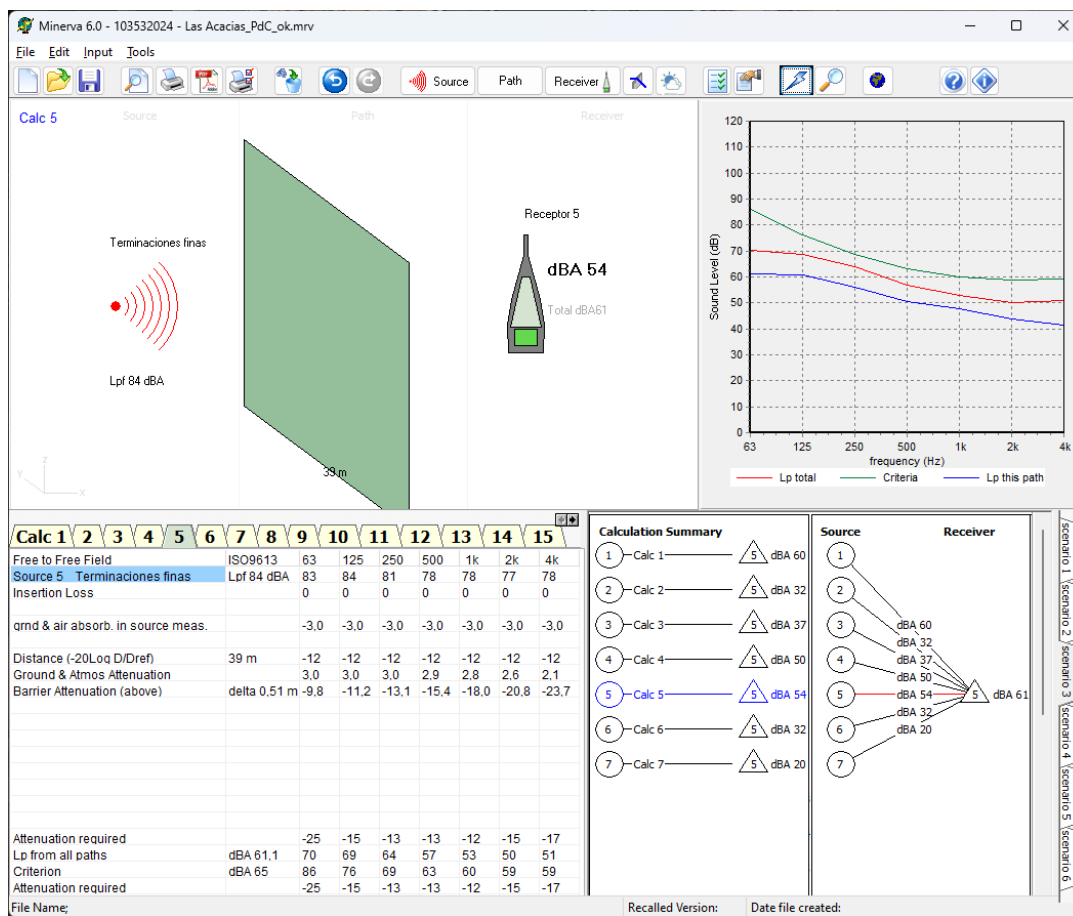 Minerva 6.0 - 103532024 - Las Acacias_PdC_ok.mrv
File Edit Input Tools
Source Path Receiver
Calc 5 Source Path Receiver
Terminaciones finas
Lpf 84 dBA
39 m
Z
Y
X
Receptor 5
dBA 54
Total dBA61
Sound Level (dB)
120
110
100
90
80
70
60
50
40
30
20
10
0
63 125 250 500 1k 2k 4k
frequency (Hz)
Lp total Criteria Lp this path
Calc 1 2 3 4 5 6 7 8 9 10 11 12 13 14 15
Free to Free Field ISO9613 63 125 250 500 1k 2k 4k
Source 5 Terminaciones finas Lpf 84 dBA 83 84 81 78 78 77 78
Insertion Loss 0 0 0 0 0 0 0
grnd & air absorb. in source meas. -3,0 -3,0 -3,0 -3,0 -3,0 -3,0 -3,0
Distance (-20Log D/Dref) 39 m -12 -12 -12 -12 -12 -12 -12
Ground & Atmos Attenuation 3,0 3,0 3,0 2,9 2,8 2,6 2,1
Barrier Attenuation (above) delta 0,51 m -9,8 -11,2 -13,1 -15,4 -18,0 -20,8 -23,7
Attenuation required -25 -15 -13 -13 -12 -15 -17
Lp from all paths dBA 61,1 70 69 64 57 53 50 51
Criterion dBA 65 86 76 69 63 60 59 59
Attenuation required -25 -15 -13 -13 -12 -15 -17
Calculation Summary
1 Calc 1 5 dBA 60
2 Calc 2 5 dBA 32
3 Calc 3 5 dBA 37
4 Calc 4 5 dBA 50
5 Calc 5 5 dBA 54
6 Calc 6 5 dBA 32
7 Calc 7 5 dBA 20
Source Receiver
1
2
3 dBA 60
dBA 32
dBA 37
4 dBA 50
5 dBA 54 5 dBA 61
6 dBA 32
dBA 20
7
scenario 1
scenario 2
scenario 3
scenario 4
scenario 5
scenario 6
File Name; Recalled Version: Date file created: